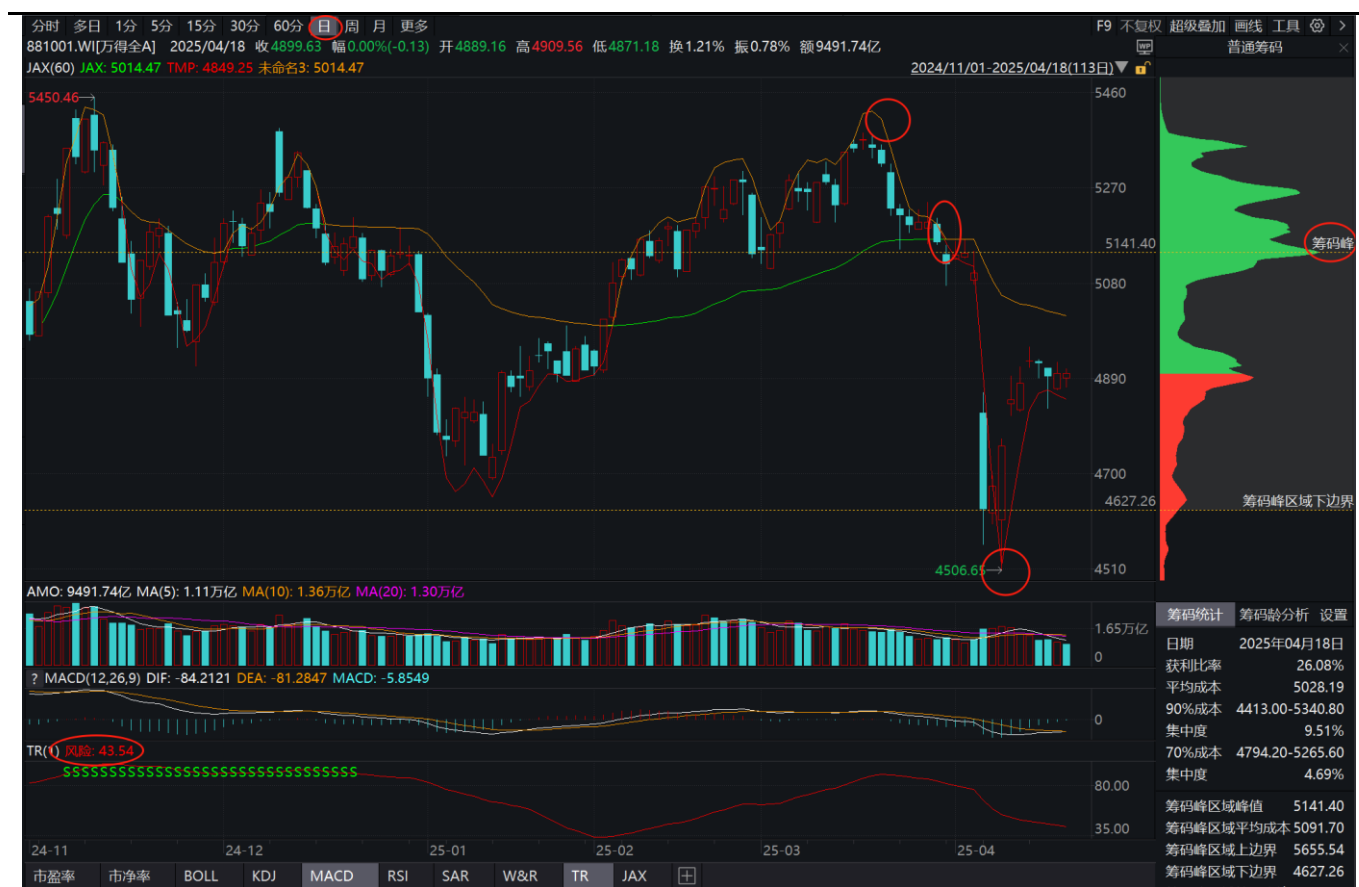 分时 多日 1分 5分 15分 30分 60分 日 周 月 更多 F9 不复权 超级叠加 画线 工具
881001.WI[万得全A] 2025/04/18 收4899.63 幅0.00%(-0.13) 开4889.16 高4909.56 低4871.18 换1.21% 振0.78% 额9491.74亿 WP 普通筹码
JAX(60) JAX: 5014.47 TMP: 4849.25 未命名3: 5014.47 2024/11/01-2025/04/18(113日)
5450.46
5460
5270
5141.40 筹码峰
5080
4890
4700
4627.26 筹码峰区域下边界
4506.65 4510
AMO: 9491.74亿 MA(5): 1.11万亿 MA(10): 1.36万亿 MA(20): 1.30万亿
1.65万亿
0
? MACD(12,26,9) DIF: -84.2121 DEA: -81.2847 MACD: -5.8549
0
TR(1) 风险: 43.54
SSSSSSSSSSSSSSSSSSSSSSSSSSSSSSSSS
80.00
35.00
24-11 24-12 25-01 25-02 25-03 25-04
市盈率 市净率 BOLL KDJ MACD RSI SAR W&R TR JAX
筹码统计 筹码龄分析 设置
日期 2025年04月18日
获利比率 26.08%
平均成本 5028.19
90%成本 4413.00-5340.80
集中度 9.51%
70%成本 4794.20-5265.60
集中度 4.69%
筹码峰区域峰值 5141.40
筹码峰区域平均成本 5091.70
筹码峰区域上边界 5655.54
筹码峰区域下边界 4627.26